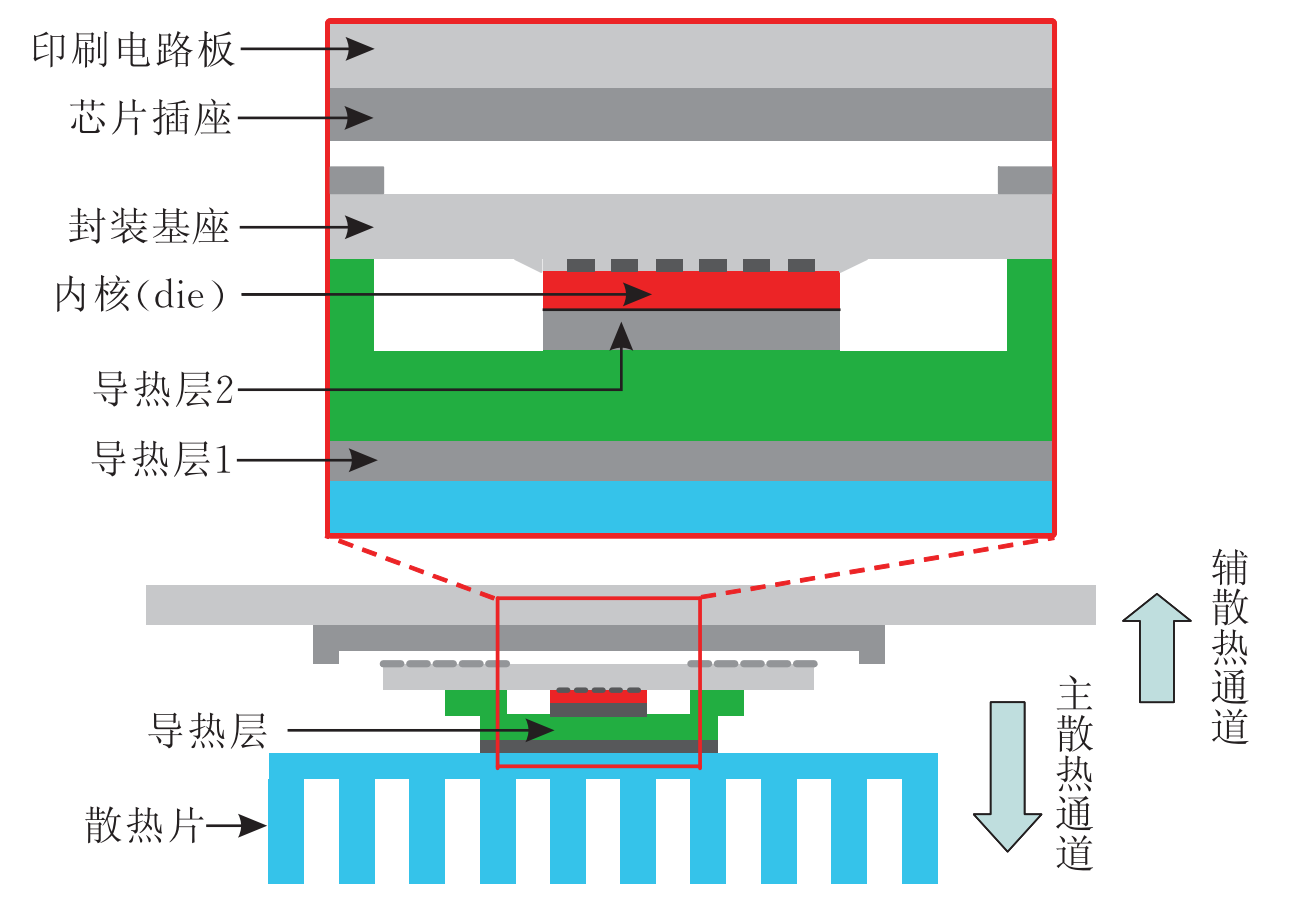 印刷电路板
芯片插座
封装基座
内核(die)
导热层2
导热层1
辅散热通道
主散热通道
导热层
散热片